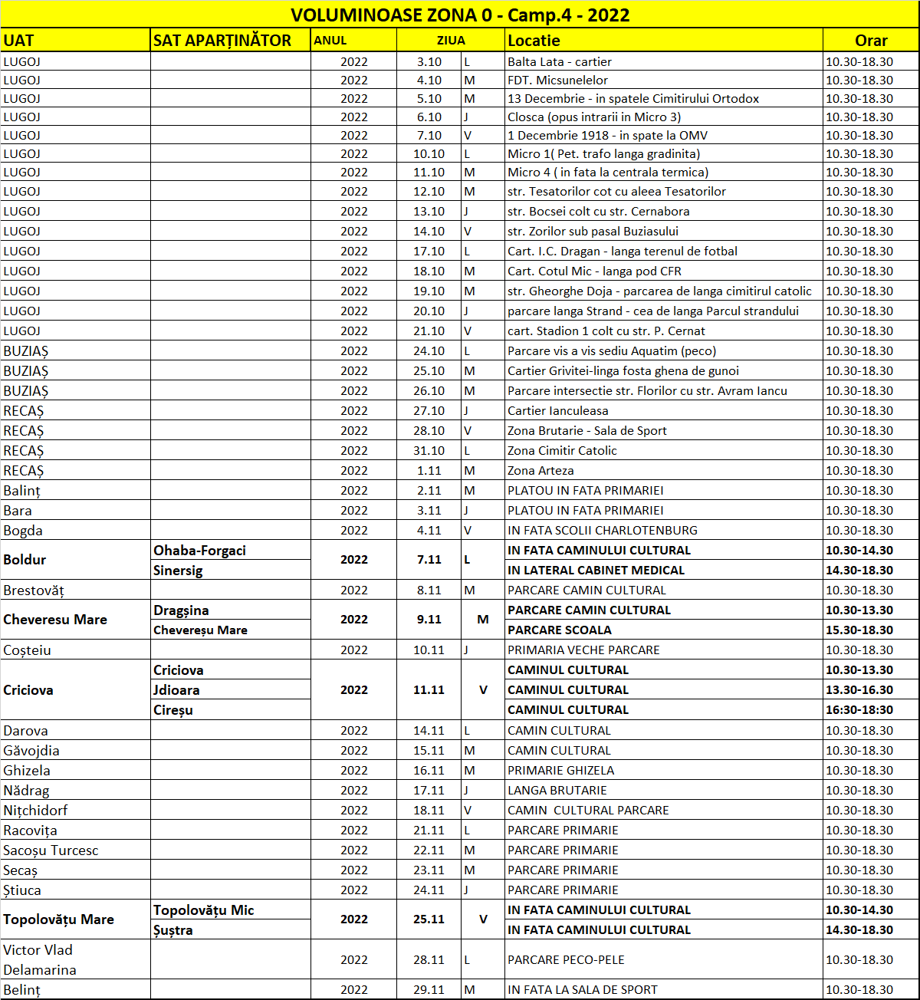 VOLUMINOASE ZONA 0 - Camp.4 - 2022
UAT SAT APARȚINĂTOR ANUL ZIUA Locatie Orar
LUGOJ 2022 3.10 L Balta Lata - cartier 10.30-18.30
LUGOJ 2022 4.10 M FDT. Micsunelelor 10.30-18.30
LUGOJ 2022 5.10 M 13 Decembrie - in spatele Cimitirului Ortodox 10.30-18.30
LUGOJ 2022 6.10 J Closca (opus intrarii in Micro 3) 10.30-18.30
LUGOJ 2022 7.10 V 1 Decembrie 1918 - in spate la OMV 10.30-18.30
LUGOJ 2022 10.10 L Micro 1( Pet. trafo langa gradinita) 10.30-18.30
LUGOJ 2022 11.10 M Micro 4 ( in fata la centrala termica) 10.30-18.30
LUGOJ 2022 12.10 M str. Tesatorilor cot cu aleea Tesatorilor 10.30-18.30
LUGOJ 2022 13.10 J str. Bocsei colt cu str. Cernabora 10.30-18.30
LUGOJ 2022 14.10 V str. Zorilor sub pasal Buziasului 10.30-18.30
LUGOJ 2022 17.10 L Cart. I.C. Dragan - langa terenul de fotbal 10.30-18.30
LUGOJ 2022 18.10 M Cart. Cotul Mic - langa pod CFR 10.30-18.30
LUGOJ 2022 19.10 M str. Gheorghe Doja - parcarea de langa cimitirul catolic 10.30-18.30
LUGOJ 2022 20.10 J parcare langa Strand - cea de langa Parcul strandului 10.30-18.30
LUGOJ 2022 21.10 V cart. Stadion 1 colt cu str. P. Cernat 10.30-18.30
BUZIAȘ 2022 24.10 L Parcare vis a vis sediu Aquatim (peco) 10.30-18.30
BUZIAȘ 2022 25.10 M Cartier Grivitei-linga fosta ghena de gunoi 10.30-18.30
BUZIAȘ 2022 26.10 M Parcare intersectie str. Florilor cu str. Avram Iancu 10.30-18.30
RECAȘ 2022 27.10 J Cartier Ianculeasa 10.30-18.30
RECAȘ 2022 28.10 V Zona Brutarie - Sala de Sport 10.30-18.30
RECAȘ 2022 31.10 L Zona Cimitir Catolic 10.30-18.30
RECAȘ 2022 1.11 M Zona Arteza 10.30-18.30
Balinț 2022 2.11 M PLATOU IN FATA PRIMARIEI 10.30-18.30
Bara 2022 3.11 J PLATOU IN FATA PRIMARIEI 10.30-18.30
Bogda 2022 4.11 V IN FATA SCOLII CHARLOTENBURG 10.30-18.30
Boldur Ohaba-Forgaci 2022 7.11 L IN FATA CAMINULUI CULTURAL 10.30-14.30
Sinersig IN LATERAL CABINET MEDICAL 14.30-18.30
Brestovăț 2022 8.11 M PARCARE CAMIN CULTURAL 10.30-18.30
Cheveresu Mare Dragșina 2022 9.11 M PARCARE CAMIN CULTURAL 10.30-13.30
Chevereșu Mare PARCARE SCOALA 15.30-18.30
Coșteiu 2022 10.11 J PRIMARIA VECHE PARCARE 10.30-18.30
Criciova Criciova 2022 11.11 V CAMINUL CULTURAL 10.30-13.30
Jdioara CAMINUL CULTURAL 13.30-16.30
Cireșu CAMINUL CULTURAL 16:30-18:30
Darova 2022 14.11 L CAMIN CULTURAL 10.30-18.30
Găvojdia 2022 15.11 M CAMIN CULTURAL 10.30-18.30
Ghizela 2022 16.11 M PRIMARIE GHIZELA 10.30-18.30
Nădrag 2022 17.11 J LANGA BRUTARIE 10.30-18.30
Nițchidorf 2022 18.11 V CAMIN CULTURAL PARCARE 10.30-18.30
Racovița 2022 21.11 L PARCARE PRIMARIE 10.30-18.30
Sacoșu Turcesc 2022 22.11 M PARCARE PRIMARIE 10.30-18.30
Secaș 2022 23.11 M PARCARE PRIMARIE 10.30-18.30
Știuca 2022 24.11 J PARCARE PRIMARIE 10.30-18.30
Topolovățu Mare Topolovățu Mic 2022 25.11 V IN FATA CAMINULUI CULTURAL 10.30-14.30
Șuștra IN FATA CAMINULUI CULTURAL 14.30-18.30
Victor Vlad
Delamarina 2022 28.11 L PARCARE PECO-PELE 10.30-18.30
Belinț 2022 29.11 M IN FATA LA SALA DE SPORT 10.30-18.30